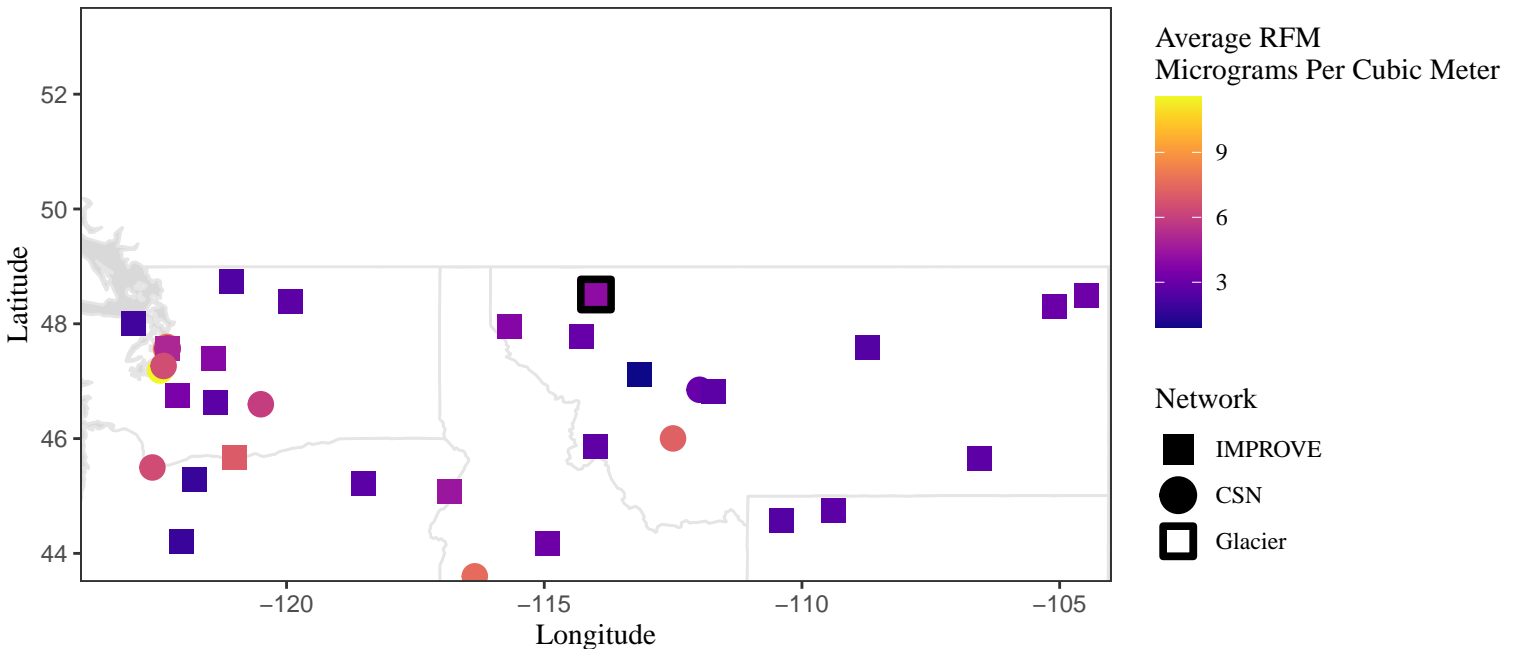 Average RFM
Micrograms Per Cubic Meter
9
6
3
Network
IMPROVE
CSN
Glacier
Latitude
52
50
48
46
44
−120
−115
−110
−105
Longitude